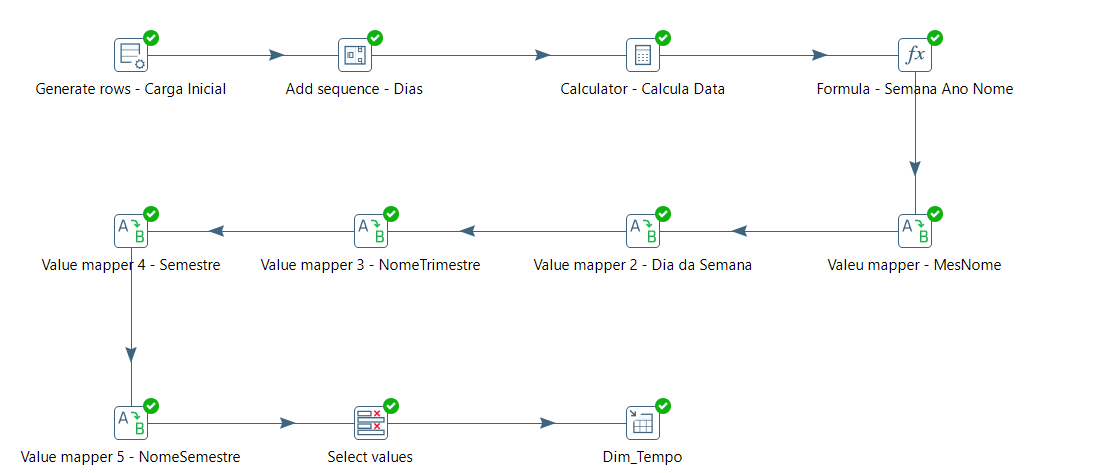 Generate rows - Carga Inicial
Add sequence - Dias
Calculator - Calcula Data
fx
Formula - Semana Ano Nome
A B
Value mapper 4 - Semestre
A B
Value mapper 3 - NomeTrimestre
A B
Value mapper 2 - Dia da Semana
A B
Valeu mapper - MesNome
A B
Value mapper 5 - NomeSemestre
Select values
Dim_Tempo